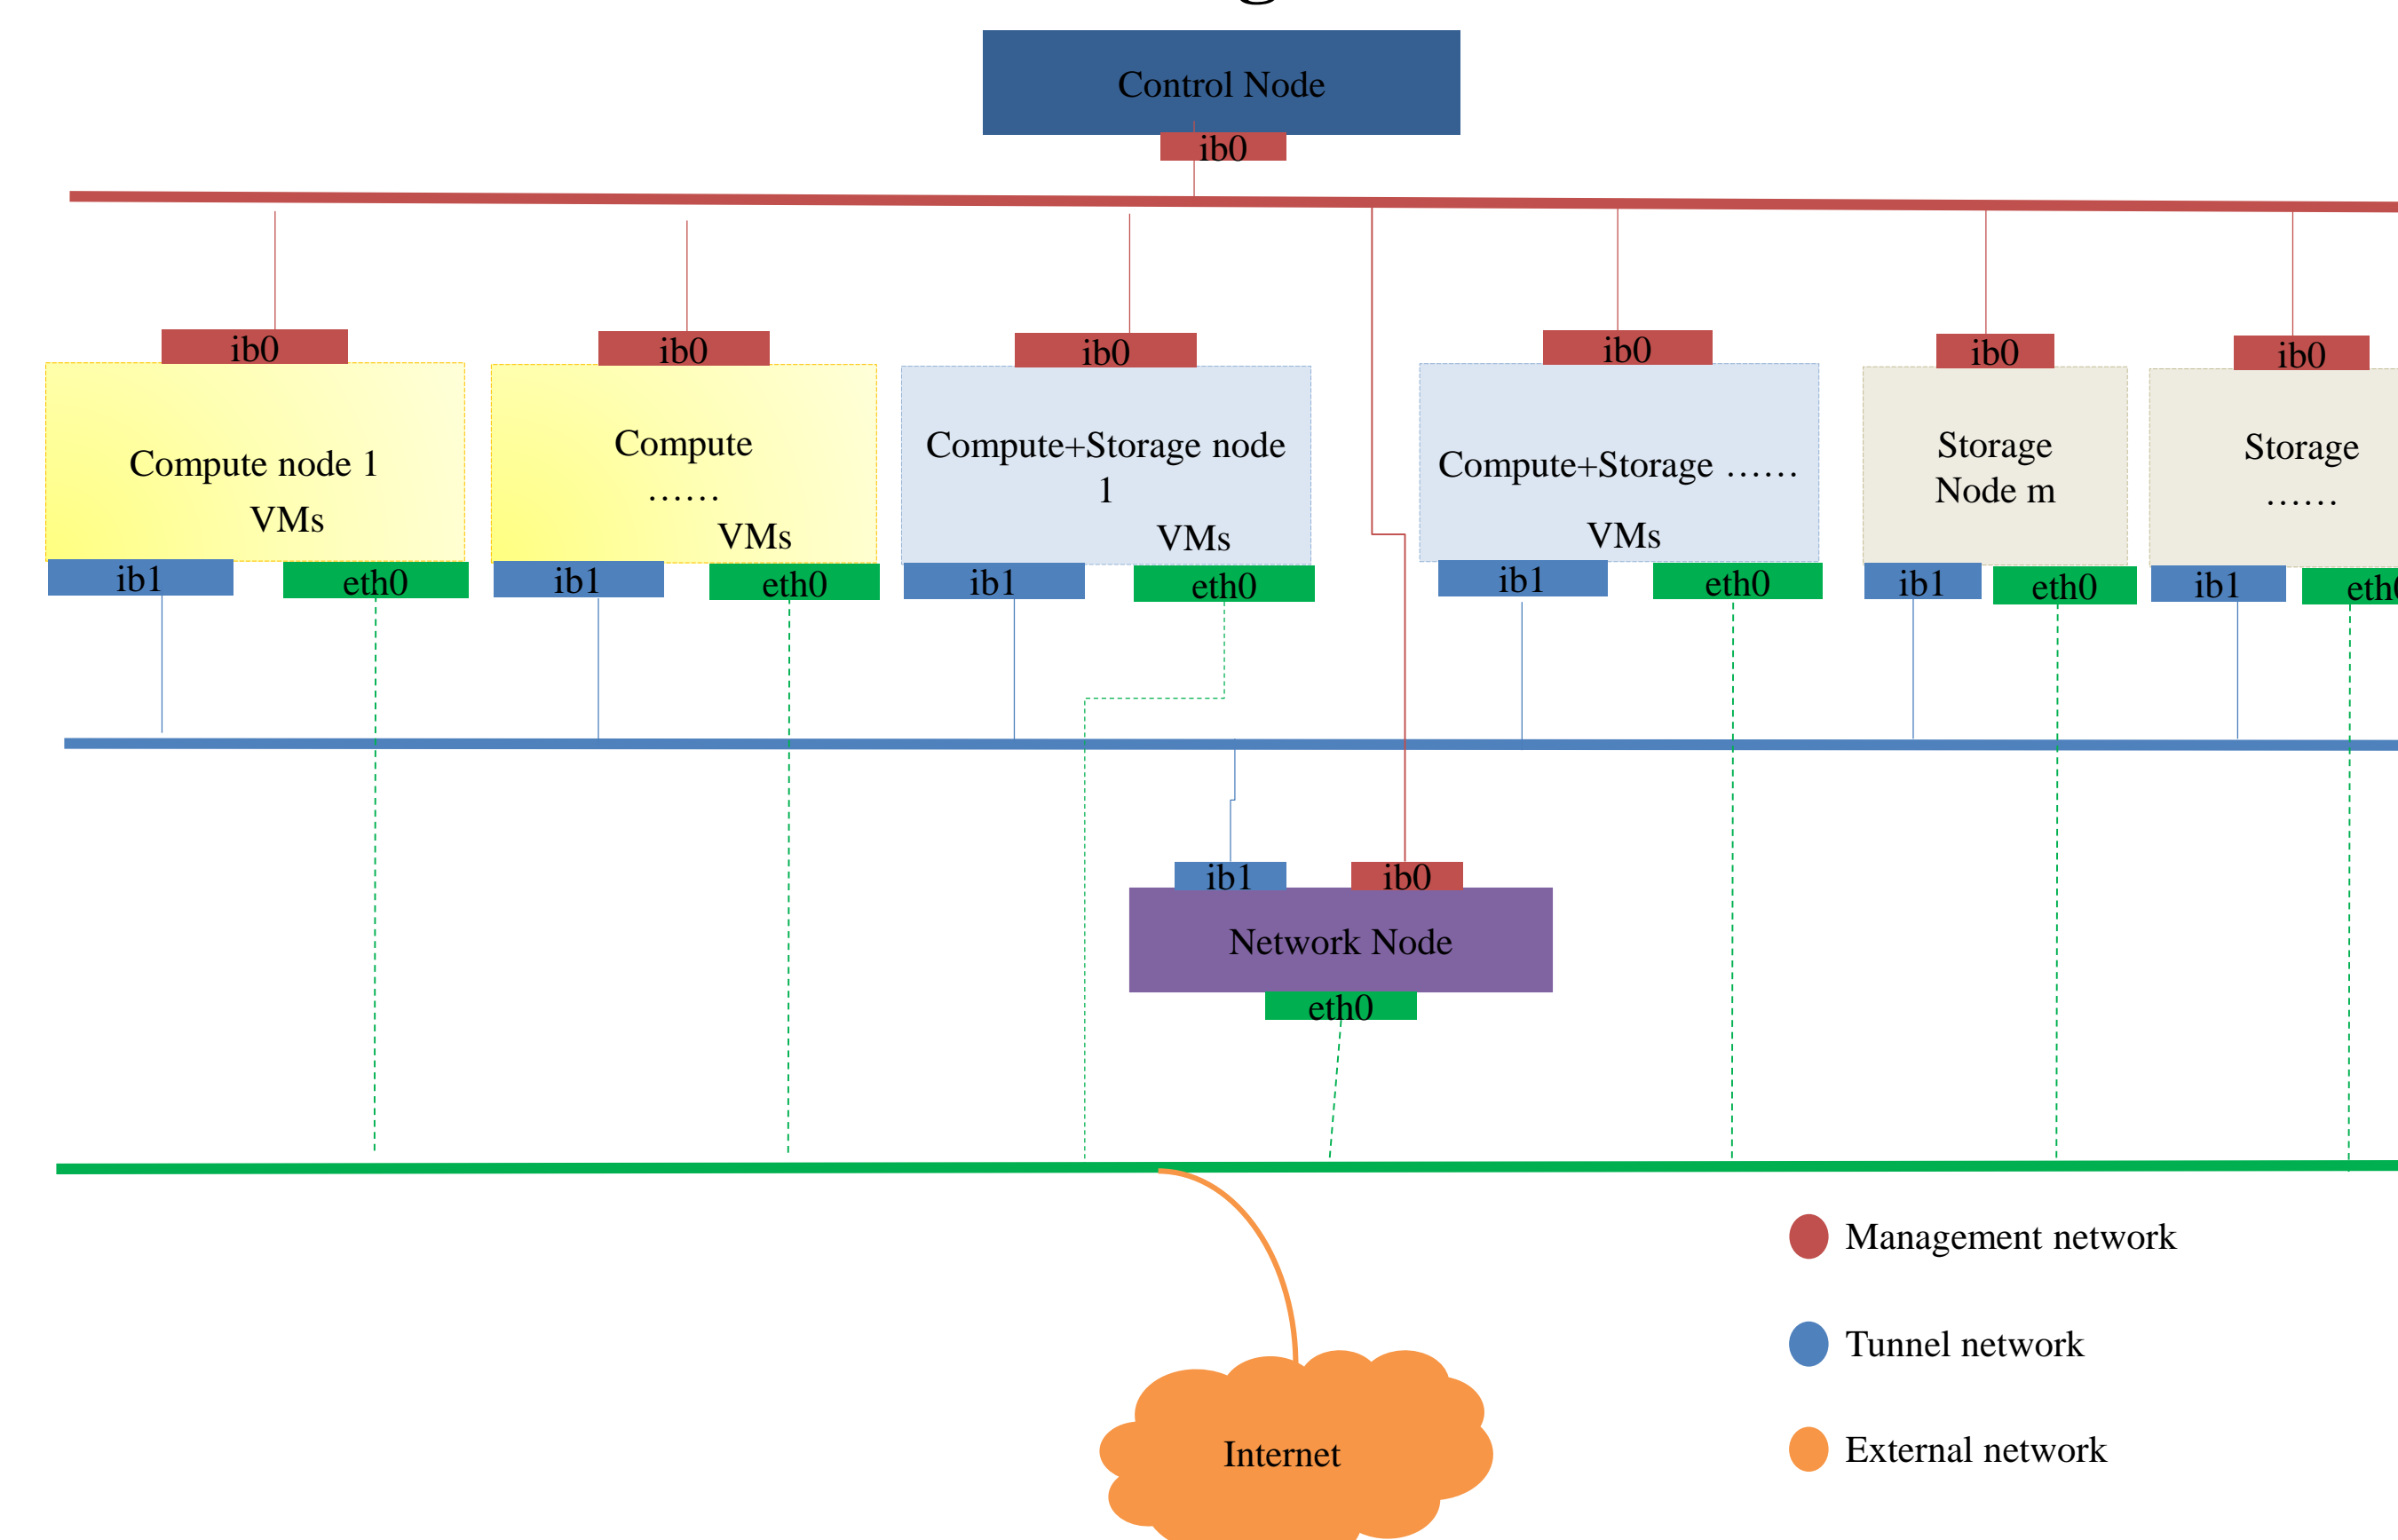 Control Node
ib0
ib0
ib0
ib0
ib0
ib0
ib0
Compute node 1
VMs
Compute
……
VMs
Compute+Storage node
1
VMs
Compute+Storage ……
VMs
Storage
Node m
Storage
……
ib1
eth0
ib1
eth0
ib1
eth0
ib1
eth0
ib1
eth0
ib1
eth0
ib1
ib0
Network Node
eth0
Management network
Tunnel network
External network
Internet